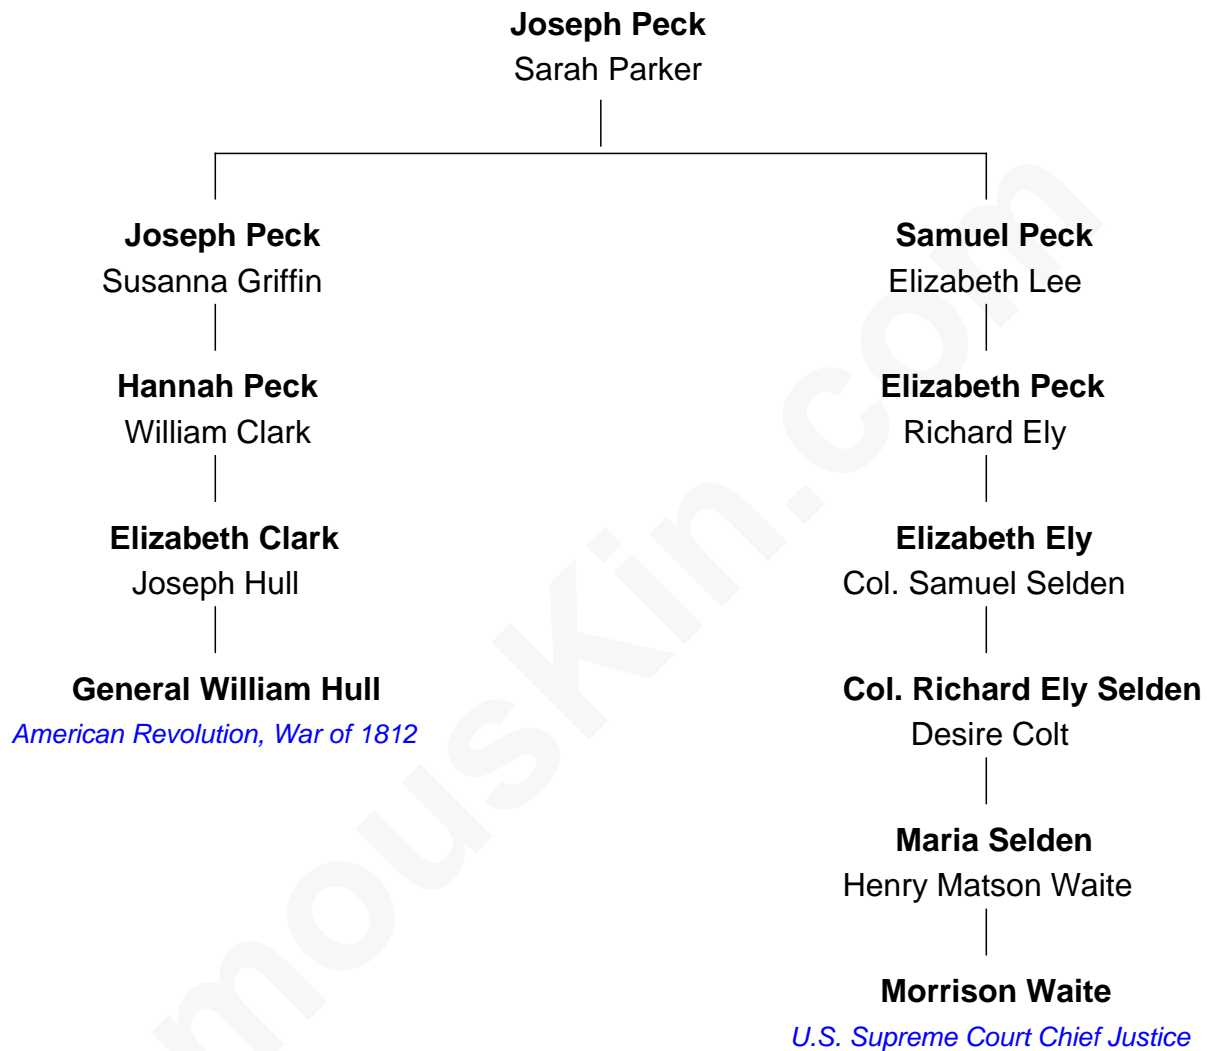 Joseph Peck
Sarah Parker
Joseph Peck
Susanna Griffin
Hannah Peck
William Clark
Elizabeth Clark
Joseph Hull
General William Hull
American Revolution, War of 1812
Samuel Peck
Elizabeth Lee
Elizabeth Peck
Richard Ely
Elizabeth Ely
Col. Samuel Selden
Col. Richard Ely Selden
Desire Colt
Maria Selden
Henry Matson Waite
Morrison Waite
U.S. Supreme Court Chief Justice
mousKin.com